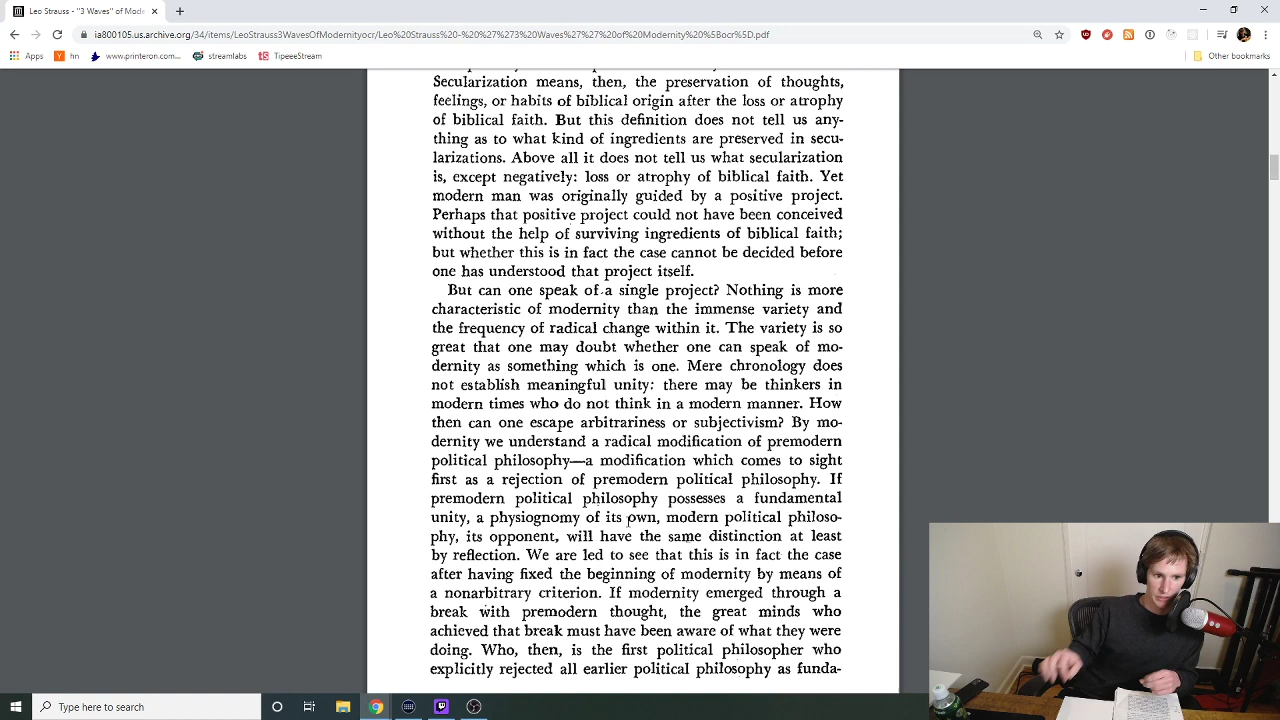 Leo Strauss - "3 Waves" of Mode
ia800105.us.archive.org/34/items/LeoStrauss3WavesOfModernityocr/Leo%20Strauss%20-%20%27%273%20Waves%27%27%20of%20Modernity%20%5Bocr%5D.pdf
Apps
hn
www.printeron.com...
streamlabs
TipeeeStream
Other bookmarks
Secularization means, then, the preservation of thoughts,
feelings, or habits of biblical origin after the loss or atrophy
of biblical faith. But this definition does not tell us any-
thing as to what kind of ingredients are preserved in secu-
larizations. Above all it does not tell us what secularization
is, except negatively: loss or atrophy of biblical faith. Yet
modern man was originally guided by a positive project.
Perhaps that positive project could not have been conceived
without the help of surviving ingredients of biblical faith;
but whether this is in fact the case cannot be decided before
one has understood that project itself.
But can one speak of a single project? Nothing is more
characteristic of modernity than the immense variety and
the frequency of radical change within it. The variety is so
great that one may doubt whether one can speak of mo-
dernity as something which is one. Mere chronology does
not establish meaningful unity: there may be thinkers in
modern times who do not think in a modern manner. How
then can one escape arbitrariness or subjectivism? By mo-
dernity we understand a radical modification of premodern
political philosophy—a modification which comes to sight
first as a rejection of premodern political philosophy. If
premodern political philosophy possesses a fundamental
unity, a physiognomy of its own, modern political philoso-
phy, its opponent, will have the same distinction at least
by reflection. We are led to see that this is in fact the case
after having fixed the beginning of modernity by means of
a nonarbitrary criterion. If modernity emerged through a
break with premodern thought, the great minds who
achieved that break must have been aware of what they were
doing. Who, then, is the first political philosopher who
explicitly rejected all earlier political philosophy as funda-
Type here to search